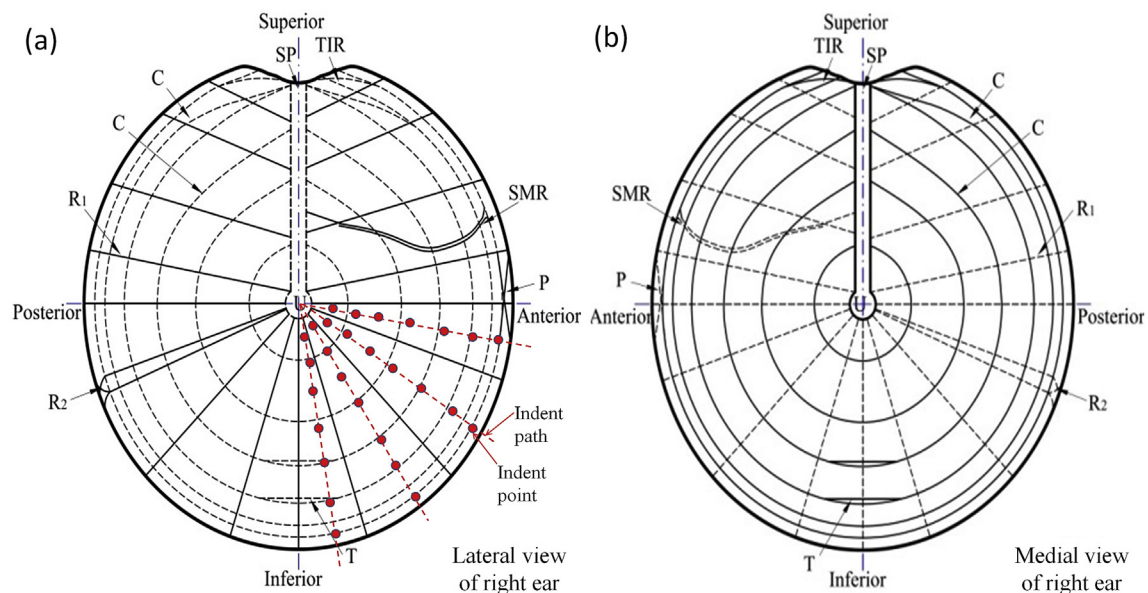 (a)
Superior
SP
TIR
C
C
R1
SMR
P
Posterior
U
Anterior
R2
Indent
path
Indent
point
T
Inferior
Lateral view
of right ear
(b)
Superior
TIR
SP
C
C
SMR
R1
P
Anterior
U
Posterior
R2
T
Inferior
Medial view
of right ear